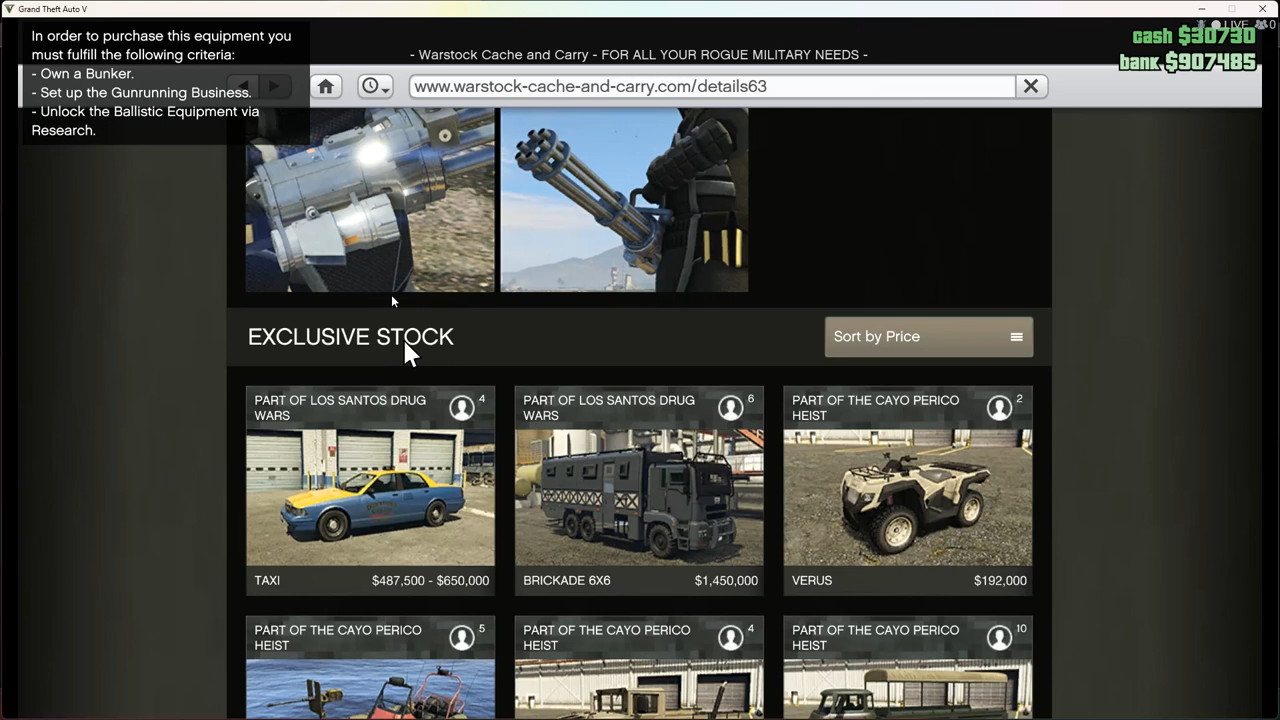 Grand Theft Auto V
In order to purchase this equipment you
must fulfill the following criteria:
- Own a Bunker.
- Set up the Gunrunning Business.
- Unlock the Ballistic Equipment via
Research.
- Warstock Cache and Carry - FOR ALL YOUR ROGUE MILITARY NEEDS -
LIVE 0
cash $30730
bank $907485
www.warstock-cache-and-carry.com/details63
EXCLUSIVE STOCK
Sort by Price
PART OF LOS SANTOS DRUG
WARS
4
TAXI $487,500 - $650,000
PART OF LOS SANTOS DRUG
WARS
6
BRICKADE 6X6 $1,450,000
PART OF THE CAYO PERICO
HEIST
2
VERUS $192,000
PART OF THE CAYO PERICO
HEIST
5
PART OF THE CAYO PERICO
HEIST
4
PART OF THE CAYO PERICO
HEIST
10